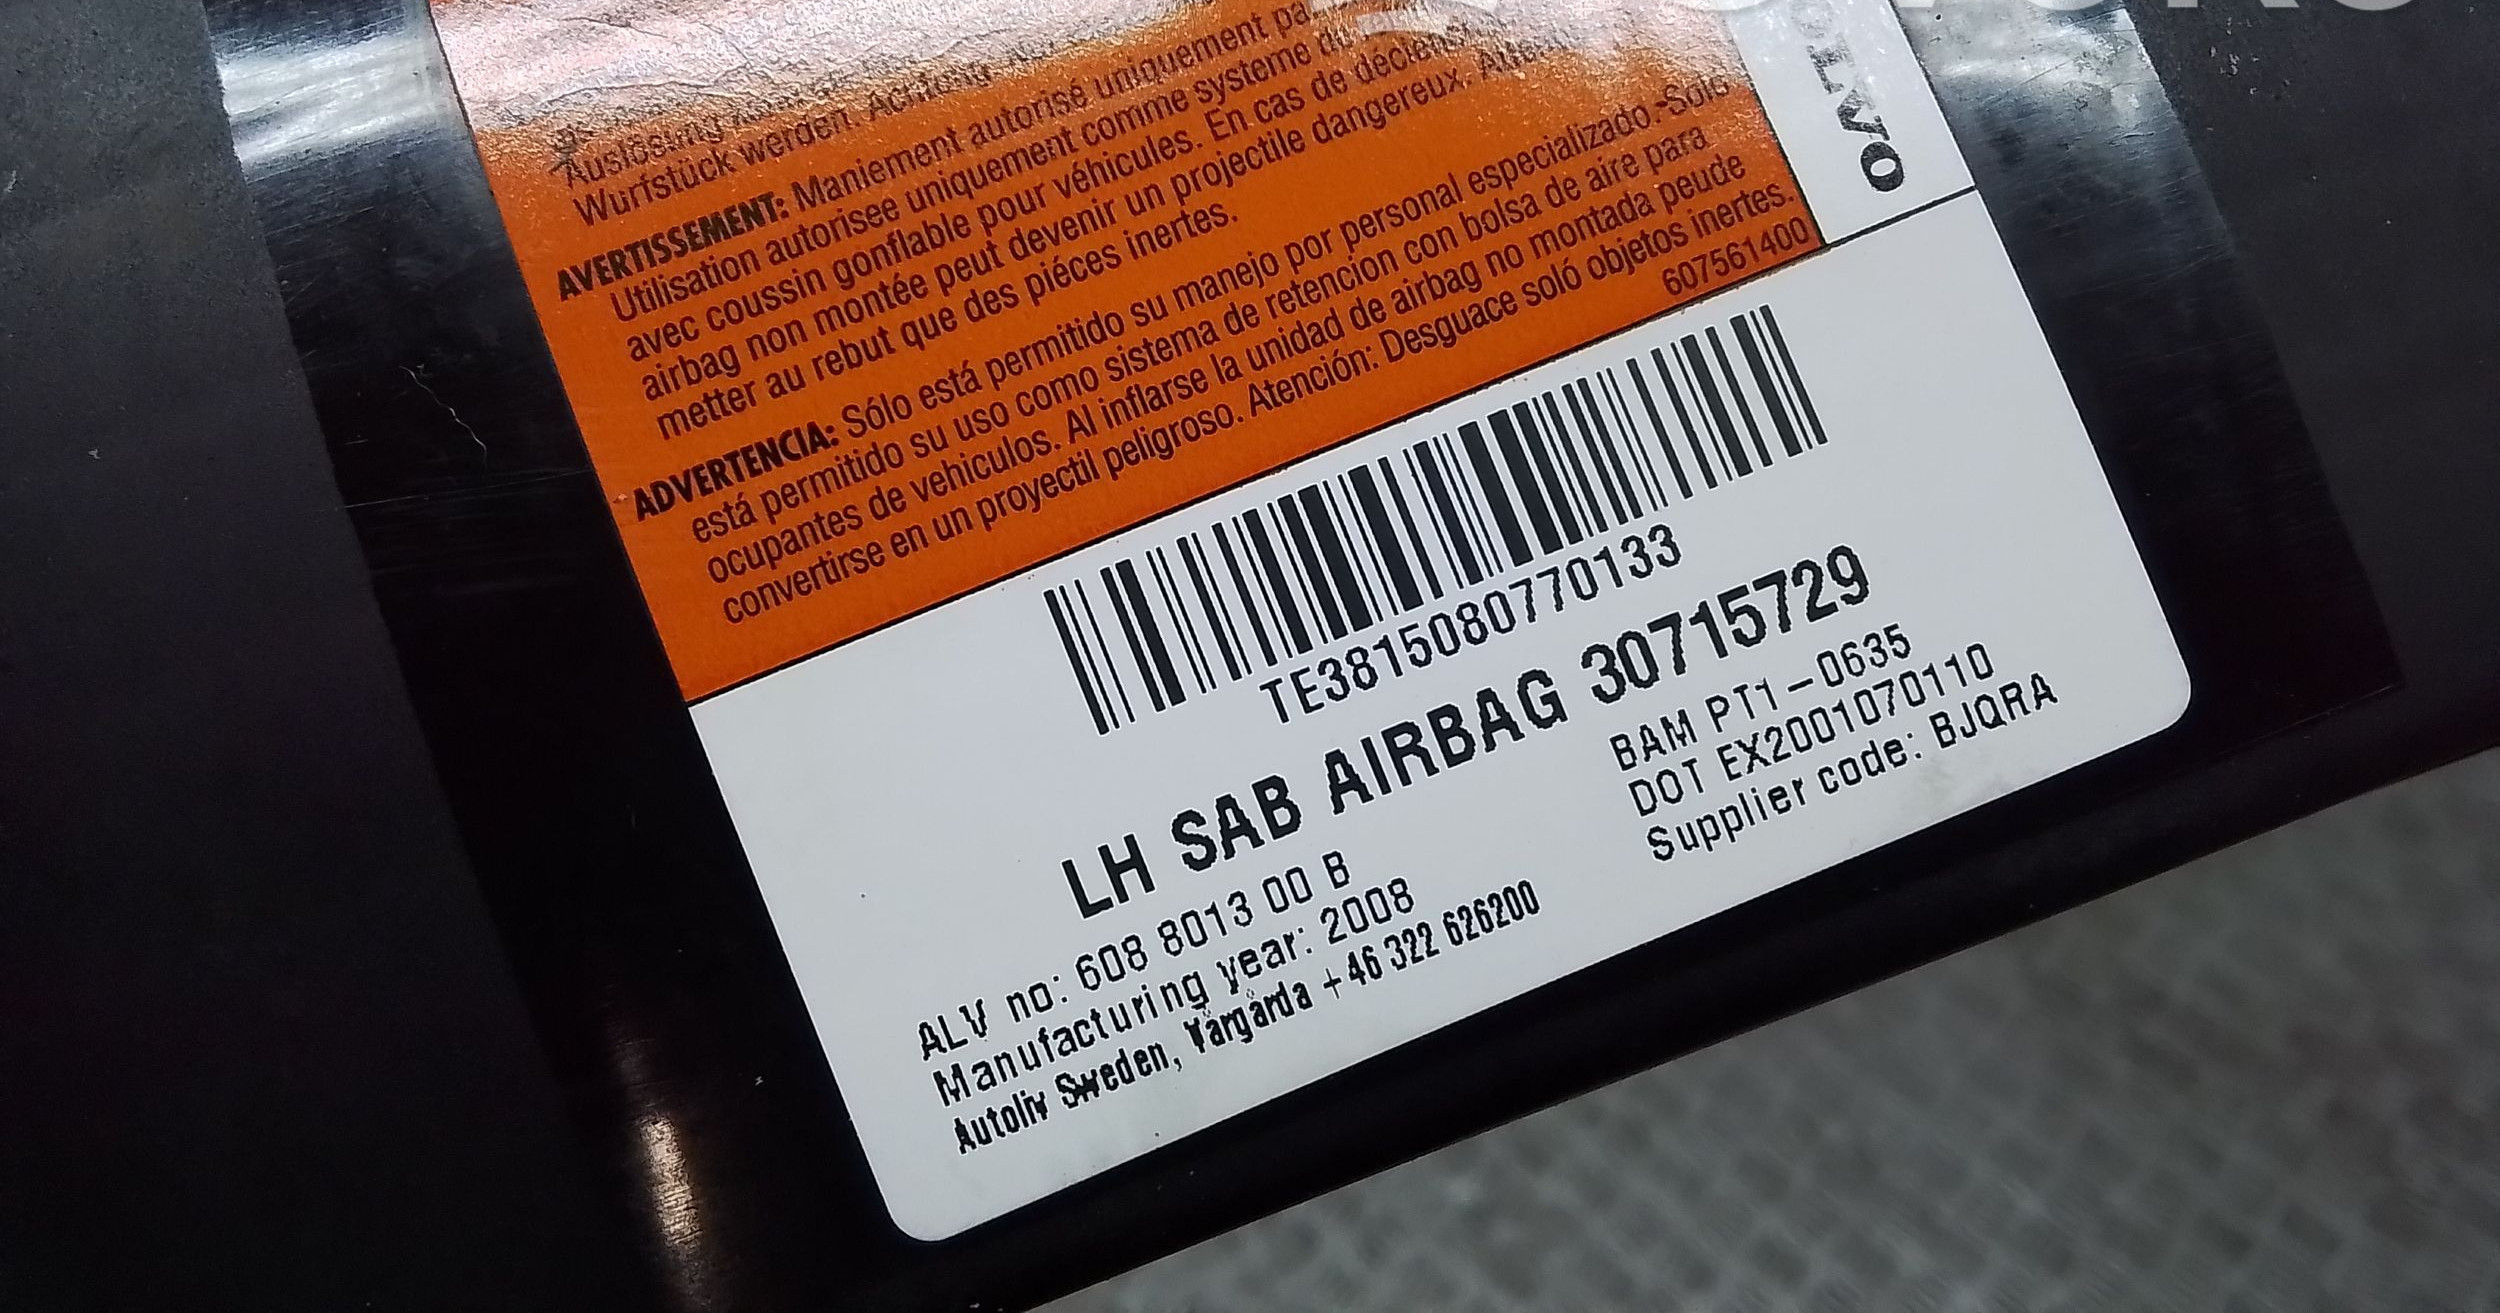 Auslösung
Wurfstück werden. Achtung
AVERTISSEMENT: Maniement autorisé uniquement
Utilisation autorisee uniquement comme systeme
avec coussin gonflable pour véhicules. En cas de
airbag non montée peut devenir un projectile dangereux.
metter au rebut que des piéces inertes.
ADVERTENCIA: Sólo está permitido su manejo por personal especializado.-Solo
está permitido su uso como sistema de retencion con bolsa de aire para
ocupantes de vehiculos. Al inflarse la unidad de airbag no montada peude
convertirse en un proyectil peligroso. Atención: Desguace soló objetos inertes.
607561400
TE3815080770133
LH SAB AIRBAG 30715729
ALV no: 608 8013 00 B
Manufacturing year: 2008
Autoliv Sweden, Vårgårda +46 322 626200
BAM PT1-0635
DOT EX2001070110
Supplier code: BJQRA